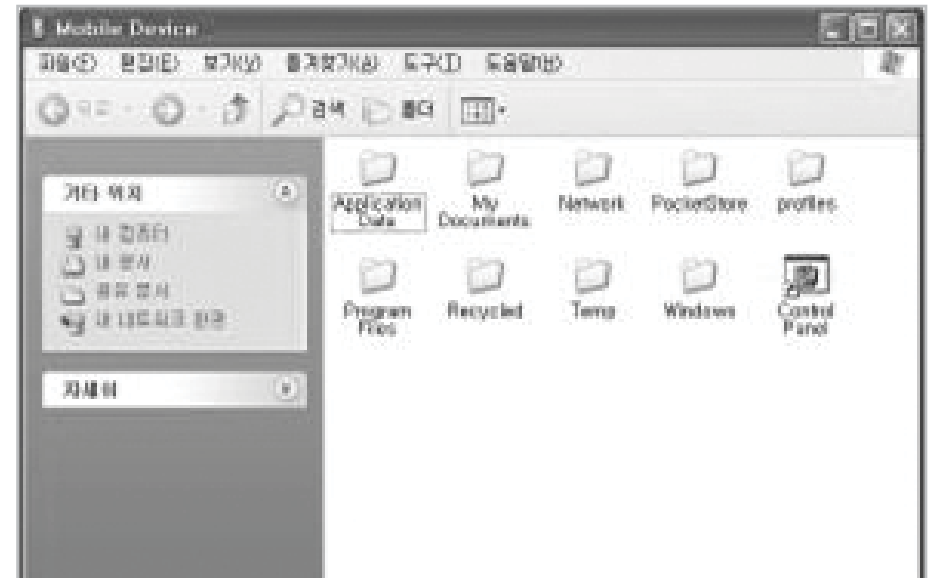 Mobile Device
파일(F) 편집(E) 보기(V) 즐겨찾기(A) 도구(T) 도움말(H)
뒤로 검색 폴더
기타 위치
내 컴퓨터
내 문서
공유 문서
내 네트워크 환경
자세히
Application Data
My Documents
Network
PocketStore
profiles
Program Files
Recycled
Temp
Windows
Control Panel